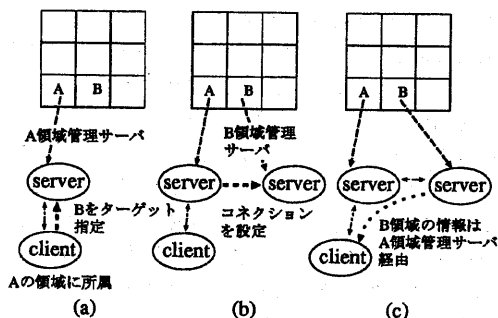 A B
A領域管理サーバ
server
Bをターゲット
指定
client
Aの領域に所属
(a)
A B
B領域管理
サーバ
server
server
コネクション
を設定
client
(b)
A B
server
server
B領域の情報は
A領域管理サーバ
経由
client
(c)